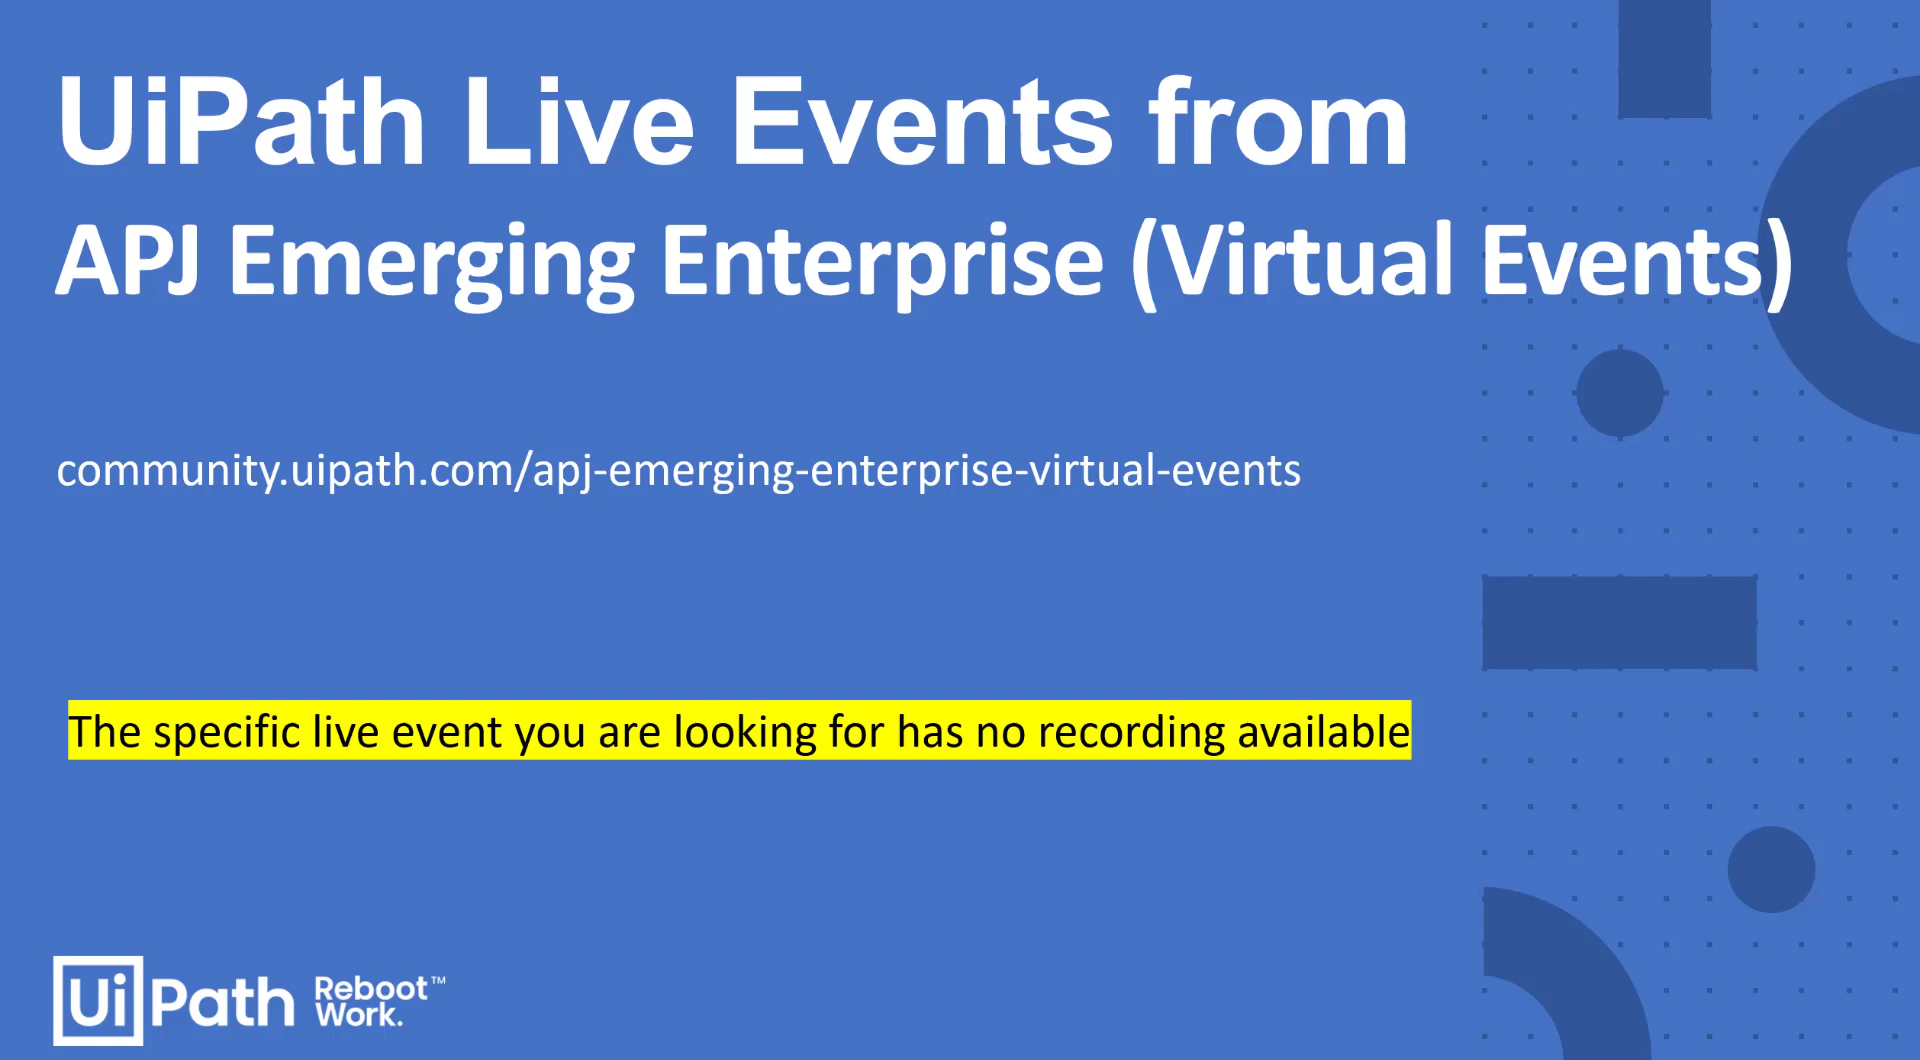 UiPath Live Events from
APJ Emerging Enterprise (Virtual Events)
community.uipath.com/apj-emerging-enterprise-virtual-events
The specific live event you are looking for has no recording available
UiPath Reboot™
Work.